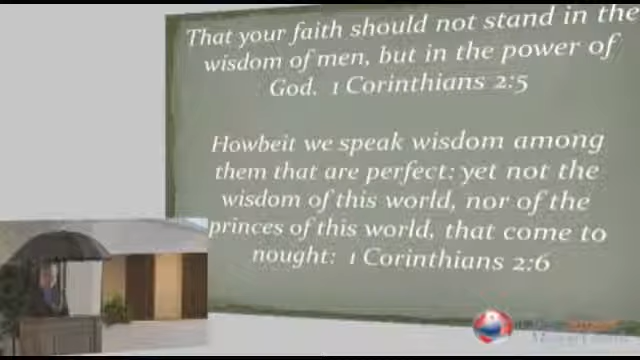 That your faith should not stand in the
wisdom of men, but in the power of
God. 1 Corinthians 2:5
Howbeit we speak wisdom among
them that are perfect: yet not the
wisdom of this world, nor of the
princes of this world, that come to
nought: 1 Corinthians 2:6